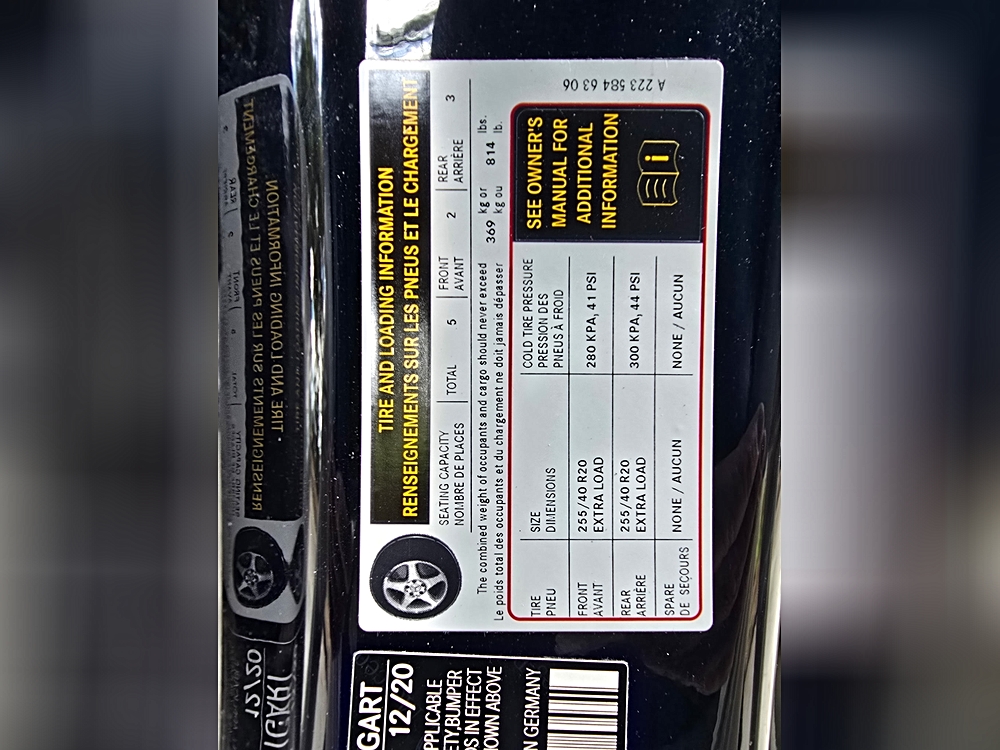 TIRE AND LOADING INFORMATION
RENSEIGNEMENTS SUR LES PNEUS ET LE CHARGEMENT
SEATING CAPACITY TOTAL 5 FRONT 2 REAR 3
NOMBRE DE PLACES AVANT ARRIÈRE
The combined weight of occupants and cargo should never exceed 369 kg or 814 lbs.
Le poids total des occupants et du chargement ne doit jamais dépasser kg ou lb.
TIRE SIZE COLD TIRE PRESSURE
PNEU DIMENSIONS PRESSION DES
PNEUS À FROID
FRONT 255/40 R20 280 KPA, 41 PSI
AVANT EXTRA LOAD
REAR 255/40 R20 300 KPA, 44 PSI
ARRIÈRE EXTRA LOAD
SPARE NONE / AUCUN NONE / AUCUN
DE SECOURS
SEE OWNER'S
MANUAL FOR
ADDITIONAL
INFORMATION
A 223 584 63 06
GART
12/20
PPLICABLE
ETY, BUMPER
DS IN EFFECT
OWN ABOVE
N GERMANY